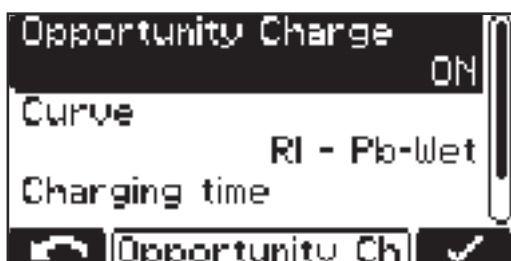 Opportunity Charge
ON
Curve
RI - Pb-Wet
Charging time
Opportunity Ch